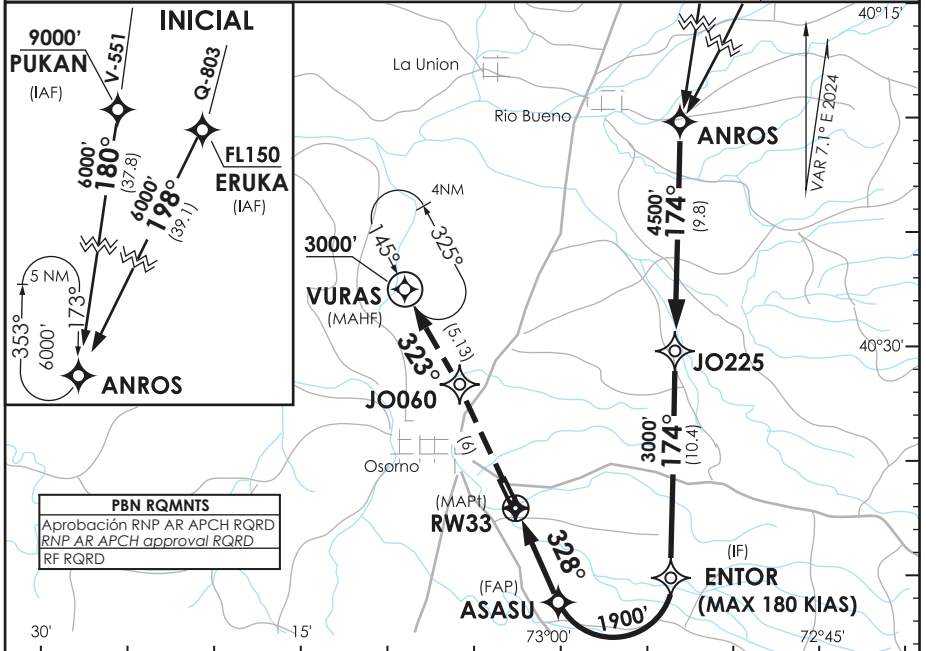 INICIAL
9000'
PUKAN
(IAF)
V-551
Q-803
FL150
ERUKA
(IAF)
6000'
180°
(37.8)
6000'
198°
(39.1)
5 NM
353°
6000'
173°
ANROS
40°15'
La Union
Rio Bueno
ANROS
VAR 7.1° E 2024
4500'
174°
(9.8)
4NM
145°
325°
3000'
VURAS
(MAHF)
(5.13)
323°
40°30'
JO225
JO060
3000'
174°
(10.4)
(6)
Osorno
(MAPt)
RW33
PBN RQMNTS
Aprobación RNP AR APCH RQRD
RNP AR APCH approval RQRD
RF RQRD
328°
(IF)
ENTOR
(MAX 180 KIAS)
(FAP)
ASASU
1900'
30'
15'
73°00'
72°45'